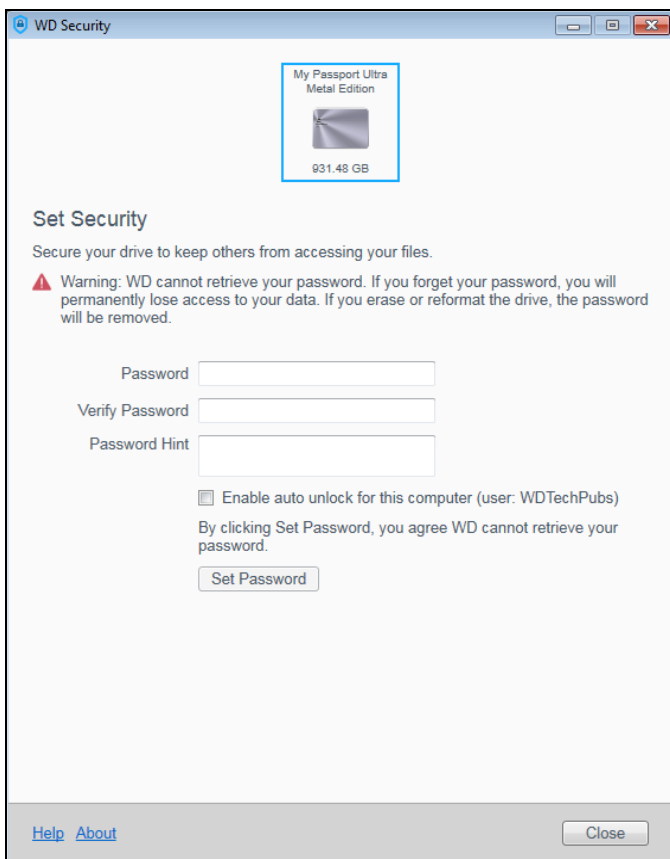 WD Security
My Passport Ultra
Metal Edition
931.48 GB
Set Security
Secure your drive to keep others from accessing your files.
Warning: WD cannot retrieve your password. If you forget your password, you will
permanently lose access to your data. If you erase or reformat the drive, the password
will be removed.
Password
Verify Password
Password Hint
Enable auto unlock for this computer (user: WDTechPubs)
By clicking Set Password, you agree WD cannot retrieve your
password.
Set Password
Help About
Close